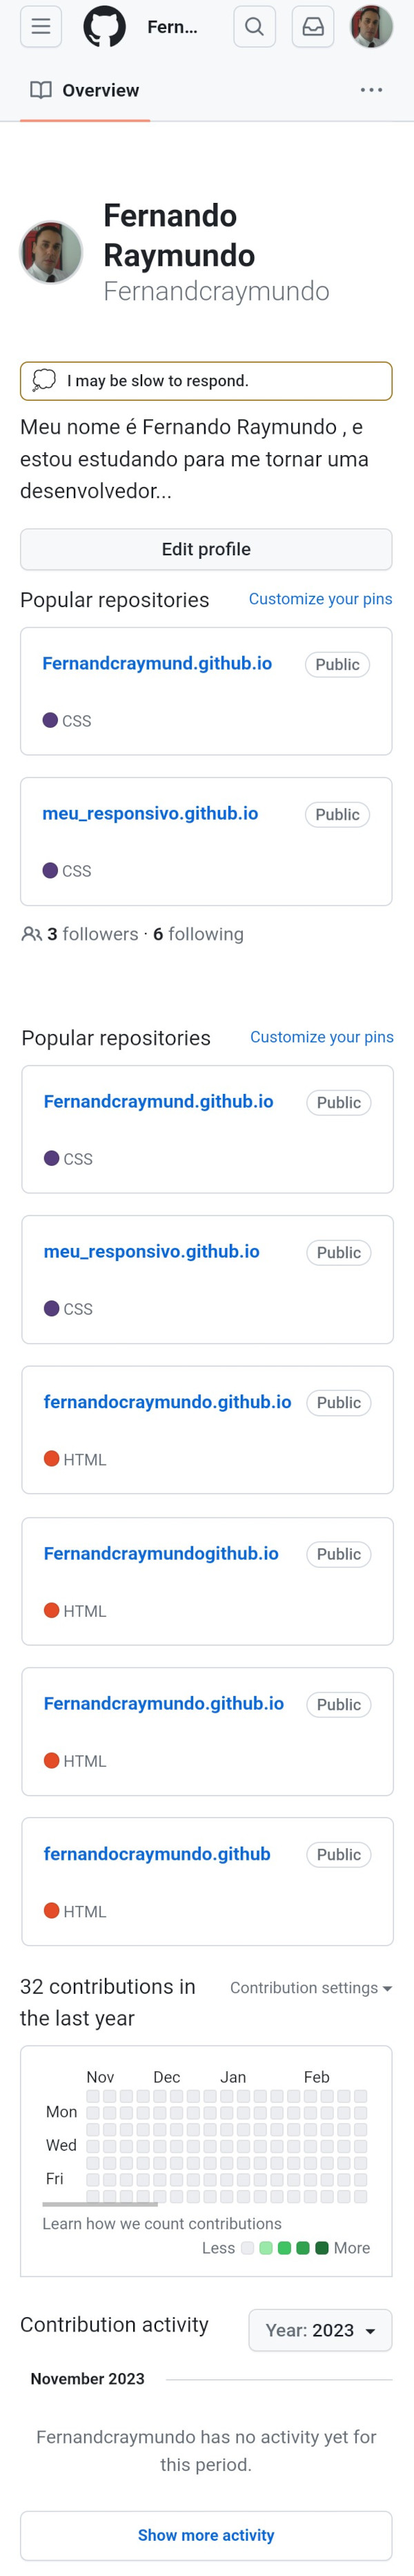 Fern...
Overview
Fernando
Raymundo
Fernandcraymundo
I may be slow to respond.
Meu nome é Fernando Raymundo , e
estou estudando para me tornar uma
desenvolvedor...
Edit profile
Popular repositories Customize your pins
Fernandcraymund.github.io Public
CSS
meu_responsivo.github.io Public
CSS
3 followers · 6 following
Popular repositories Customize your pins
Fernandcraymund.github.io Public
CSS
meu_responsivo.github.io Public
CSS
fernandocraymundo.github.io Public
HTML
Fernandcraymundogithub.io Public
HTML
Fernandcraymundo.github.io Public
HTML
fernandocraymundo.github Public
HTML
32 contributions in
the last year
Contribution settings
Nov Dec Jan Feb
Mon
Wed
Fri
Learn how we count contributions
Less More
Contribution activity Year: 2023
November 2023
Fernandcraymundo has no activity yet for
this period.
Show more activity